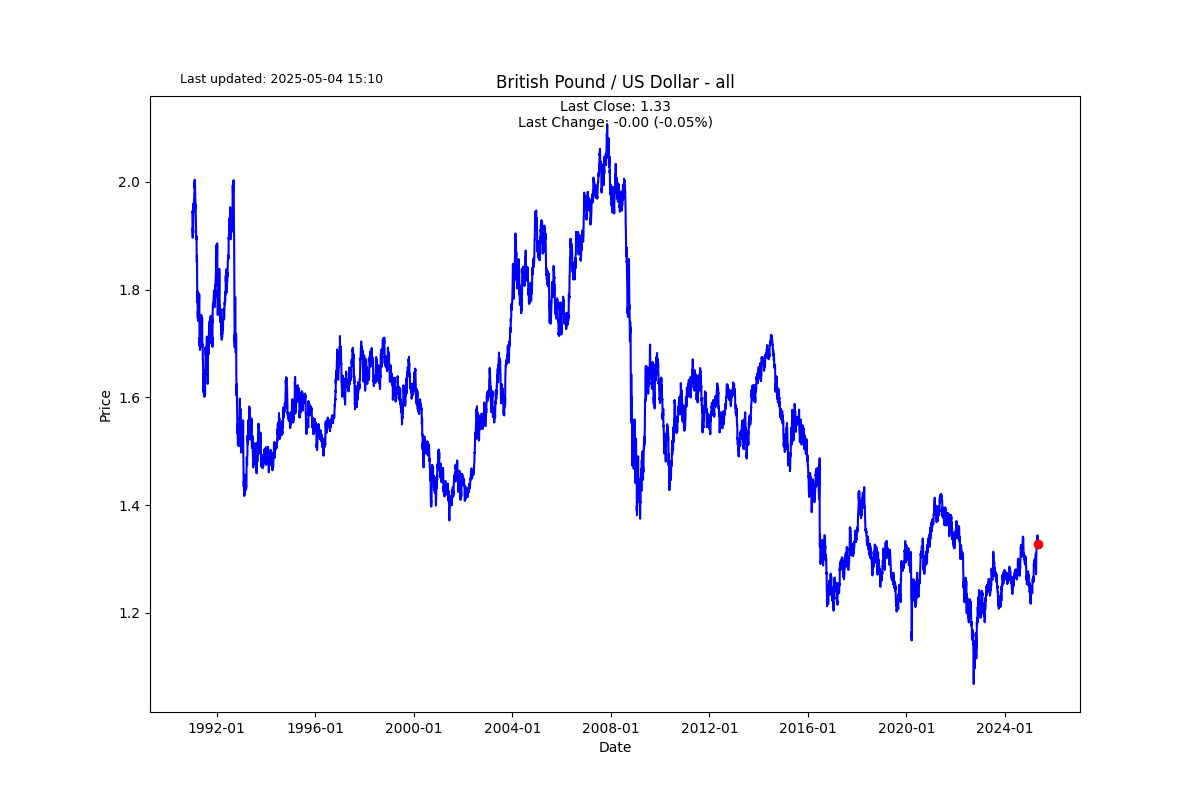 Last updated: 2025-05-04 15:10
British Pound / US Dollar - all
Last Close: 1.33
Last Change: -0.00 (-0.05%)
Price
2.0
1.8
1.6
1.4
1.2
1992-01 1996-01 2000-01 2004-01 2008-01 2012-01 2016-01 2020-01 2024-01
Date